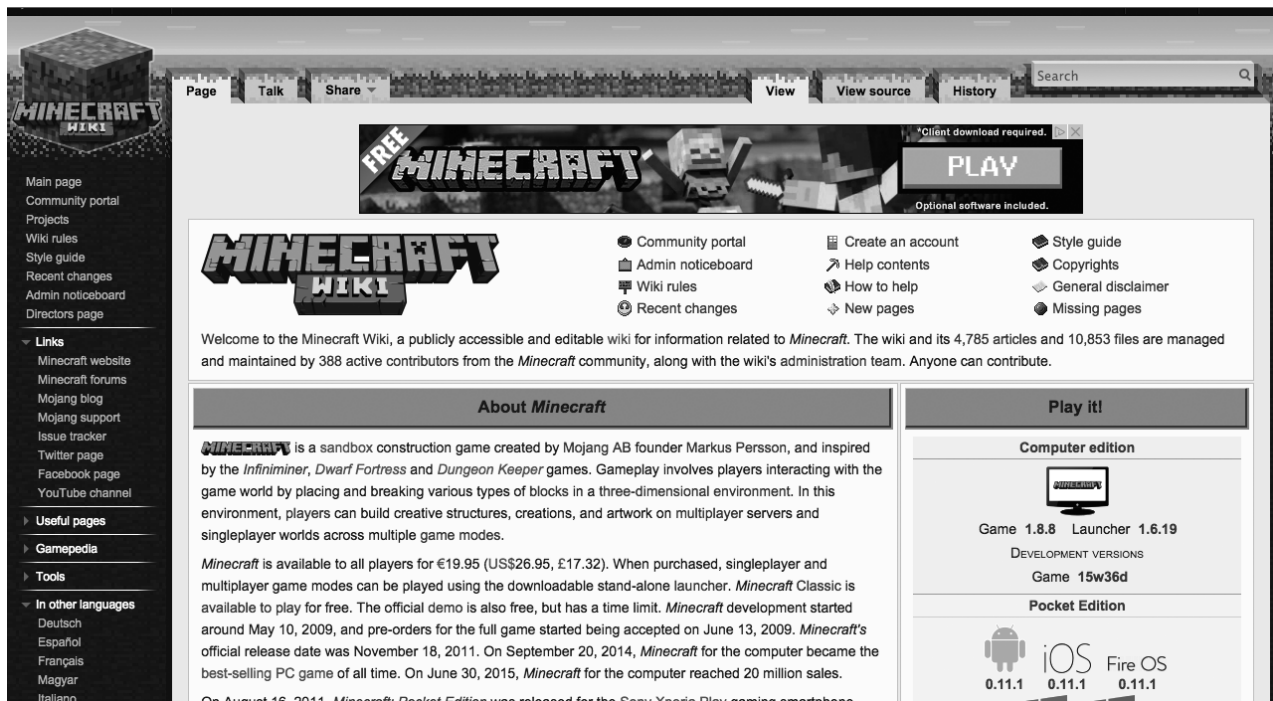 MINECRAFT
WIKI
Page
Talk
Share
View
View source
History
Search
Main page
Community portal
Projects
Wiki rules
Style guide
Recent changes
Admin noticeboard
Directors page
Links
Minecraft website
Minecraft forums
Mojang blog
Mojang support
Issue tracker
Twitter page
Facebook page
YouTube channel
Useful pages
Gamepedia
Tools
In other languages
Deutsch
Español
Français
Magyar
Italiano
FREE
MINECRAFT
*Client download required.
PLAY
Optional software included.
MINECRAFT
WIKI
Community portal
Admin noticeboard
Wiki rules
Recent changes
Create an account
Help contents
How to help
New pages
Style guide
Copyrights
General disclaimer
Missing pages
Welcome to the Minecraft Wiki, a publicly accessible and editable wiki for information related to Minecraft. The wiki and its 4,785 articles and 10,853 files are managed
and maintained by 388 active contributors from the Minecraft community, along with the wiki's administration team. Anyone can contribute.
About Minecraft
MINECRAFT is a sandbox construction game created by Mojang AB founder Markus Persson, and inspired
by the Infiniminer, Dwarf Fortress and Dungeon Keeper games. Gameplay involves players interacting with the
game world by placing and breaking various types of blocks in a three-dimensional environment. In this
environment, players can build creative structures, creations, and artwork on multiplayer servers and
singleplayer worlds across multiple game modes.
Minecraft is available to all players for €19.95 (US$26.95, £17.32). When purchased, singleplayer and
multiplayer game modes can be played using the downloadable stand-alone launcher. Minecraft Classic is
available to play for free. The official demo is also free, but has a time limit. Minecraft development started
around May 10, 2009, and pre-orders for the full game started being accepted on June 13, 2009. Minecraft's
official release date was November 18, 2011. On September 20, 2014, Minecraft for the computer became the
best-selling PC game of all time. On June 30, 2015, Minecraft for the computer reached 20 million sales.
On August 16, 2011, Minecraft: Pocket Edition was released for the Sony Xperia Play gaming smartphone.
Play it!
Computer edition
MINECRAFT
Game 1.8.8 Launcher 1.6.19
DEVELOPMENT VERSIONS
Game 15w36d
Pocket Edition
iOS Fire OS
0.11.1 0.11.1 0.11.1